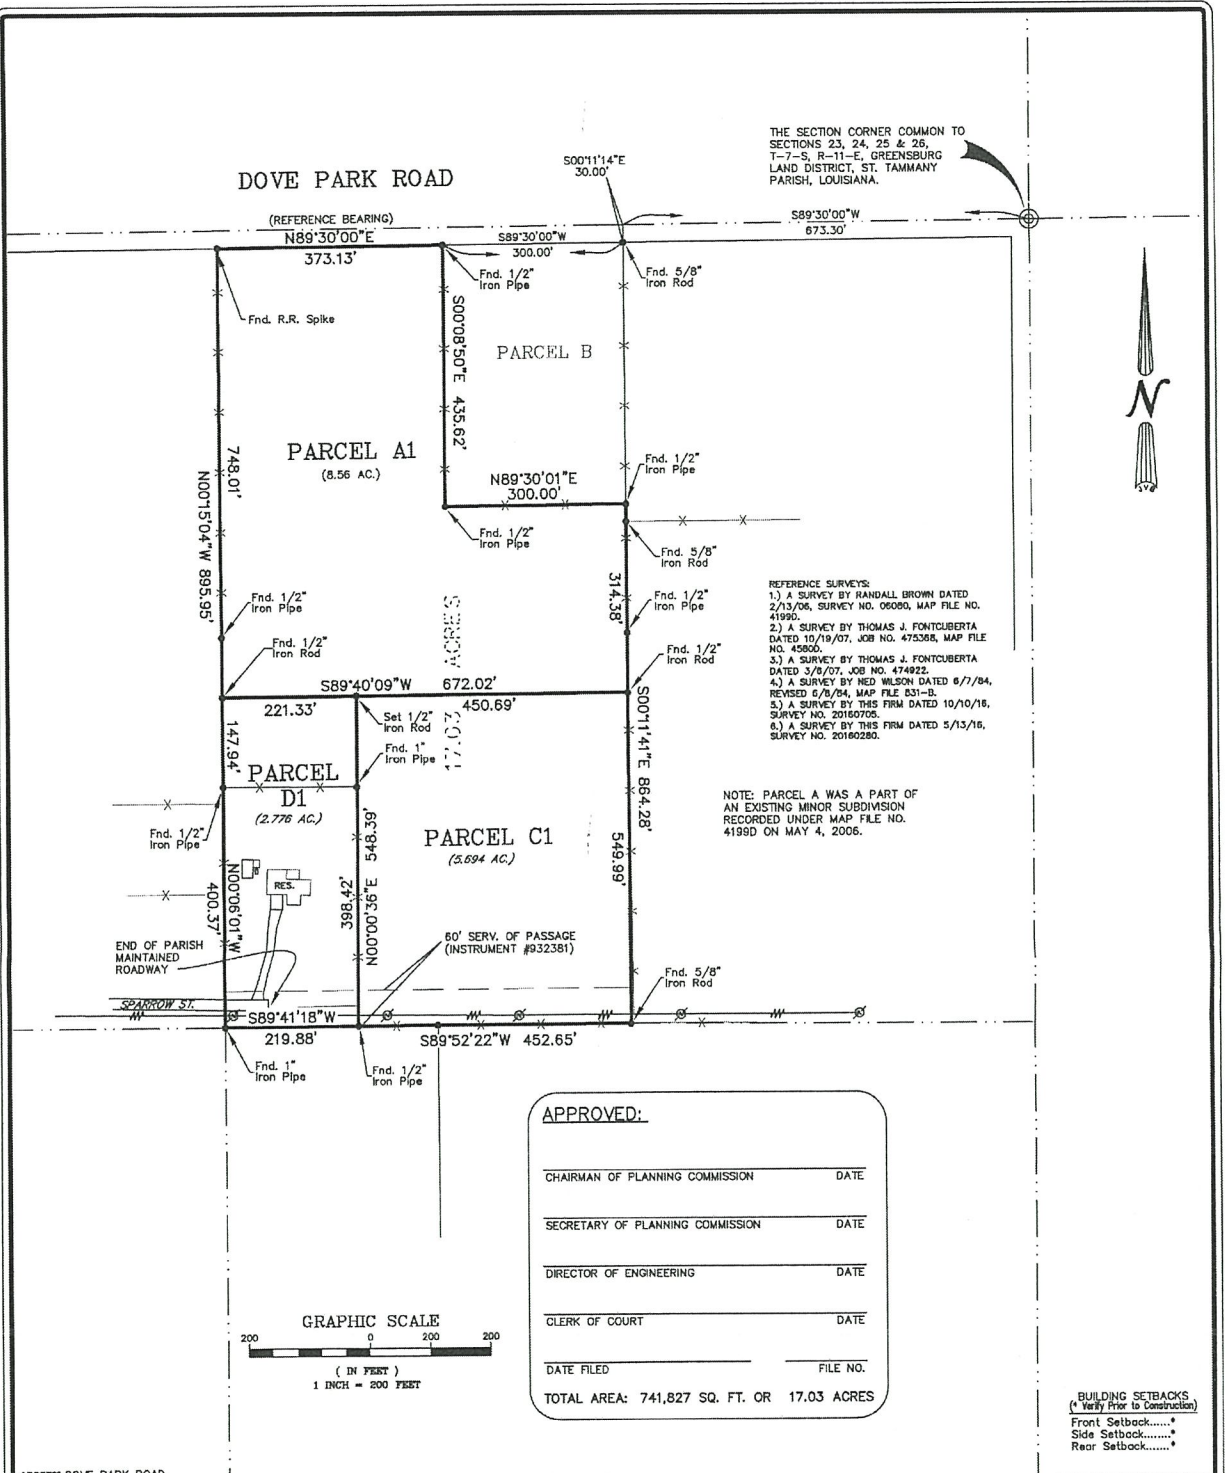 THE SECTION CORNER COMMON TO
SECTIONS 23, 24, 25 & 26,
T-7-S, R-11-E, GREENSBURG
LAND DISTRICT, ST. TAMMANY
PARISH, LOUISIANA.
S00°11'14"E
30.00'
DOVE PARK ROAD
(REFERENCE BEARING)
N89°30'00"E
373.13'
S89°30'00"W
300.00'
S89°30'00"W
673.30'
Fnd. 1/2"
Iron Pipe
Fnd. 5/8"
Iron Rod
Fnd. R.R. Spike
S00°08'50"E 435.62'
PARCEL B
N
PARCEL A1
(8.56 AC.)
748.01'
N00°15'04"W 895.95'
N89°30'01"E
300.00'
Fnd. 1/2"
Iron Pipe
Fnd. 1/2"
Iron Pipe
Fnd. 5/8"
Iron Rod
314.38'
Fnd. 1/2"
Iron Pipe
Fnd. 1/2"
Iron Pipe
Fnd. 1/2"
Iron Rod
Fnd. 1/2"
Iron Rod
17.03 ACRES
REFERENCE SURVEYS:
1.) A SURVEY BY RANDALL BROWN DATED
2/13/06, SURVEY NO. 06080, MAP FILE NO.
4199D.
2.) A SURVEY BY THOMAS J. FONTCUBERTA
DATED 10/19/07, JOB NO. 475368, MAP FILE
NO. 4580D.
3.) A SURVEY BY THOMAS J. FONTCUBERTA
DATED 3/6/07, JOB NO. 474922.
4.) A SURVEY BY NED WILSON DATED 6/7/84,
REVISED 6/8/84, MAP FILE 831-B.
5.) A SURVEY BY THIS FIRM DATED 10/10/16,
SURVEY NO. 20160705.
6.) A SURVEY BY THIS FIRM DATED 5/13/16,
SURVEY NO. 20160280.
S89°40'09"W 672.02'
221.33'
450.69'
Set 1/2"
Iron Rod
Fnd. 1"
Iron Pipe
147.94'
PARCEL
D1
(2.776 AC.)
S00°11'41"E 864.28'
549.99'
NOTE: PARCEL A WAS A PART OF
AN EXISTING MINOR SUBDIVISION
RECORDED UNDER MAP FILE NO.
4199D ON MAY 4, 2006.
Fnd. 1/2"
Iron Pipe
PARCEL C1
(5.694 AC.)
N00°06'01"W
400.37'
RES.
N00°00'36"E 548.39'
398.42'
60' SERV. OF PASSAGE
(INSTRUMENT #932381)
END OF PARISH
MAINTAINED
ROADWAY
SPARROW ST.
Fnd. 5/8"
Iron Rod
S89°41'18"W
219.88'
S89°52'22"W 452.65'
Fnd. 1"
Iron Pipe
Fnd. 1/2"
Iron Pipe
APPROVED:
CHAIRMAN OF PLANNING COMMISSION DATE
SECRETARY OF PLANNING COMMISSION DATE
DIRECTOR OF ENGINEERING DATE
CLERK OF COURT DATE
DATE FILED FILE NO.
TOTAL AREA: 741,827 SQ. FT. OR 17.03 ACRES
GRAPHIC SCALE
200 0 200 200
( IN FEET )
1 INCH = 200 FEET
BUILDING SETBACKS
(* Verify Prior to Construction)
Front Setback......*
Side Setback........*
Rear Setback.......*
DOVE PARK ROAD